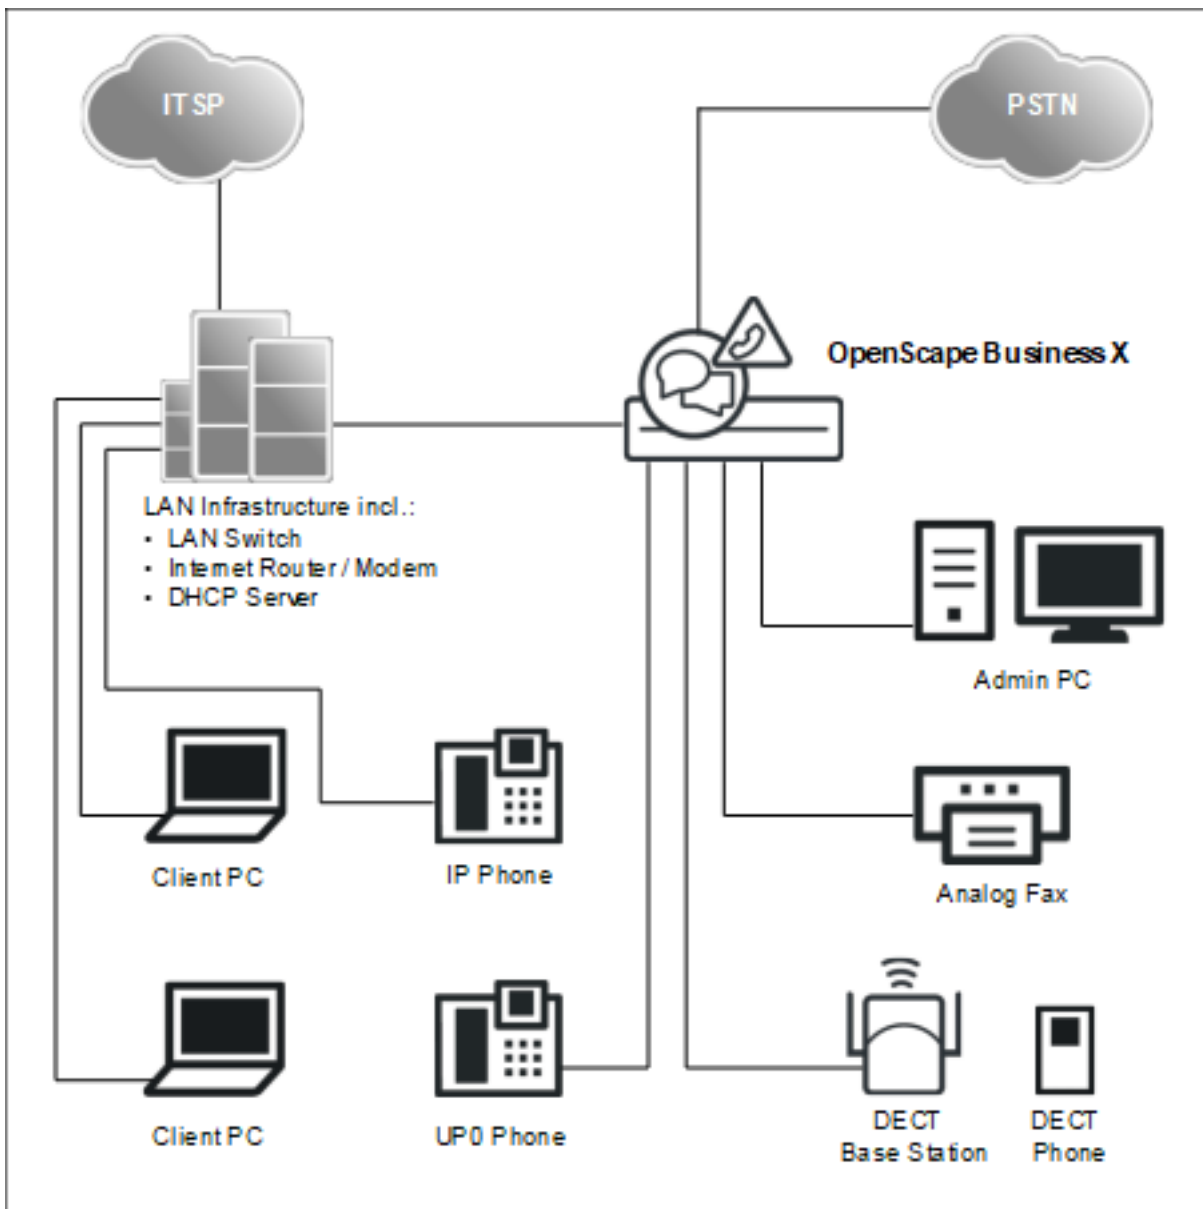 ITSP
PSTN
OpenScape Business X
LAN Infrastructure incl.:
• LAN Switch
• Internet Router / Modem
• DHCP Server
Admin PC
Client PC
IP Phone
Analog Fax
Client PC
UP0 Phone
DECT
Base Station
DECT
Phone